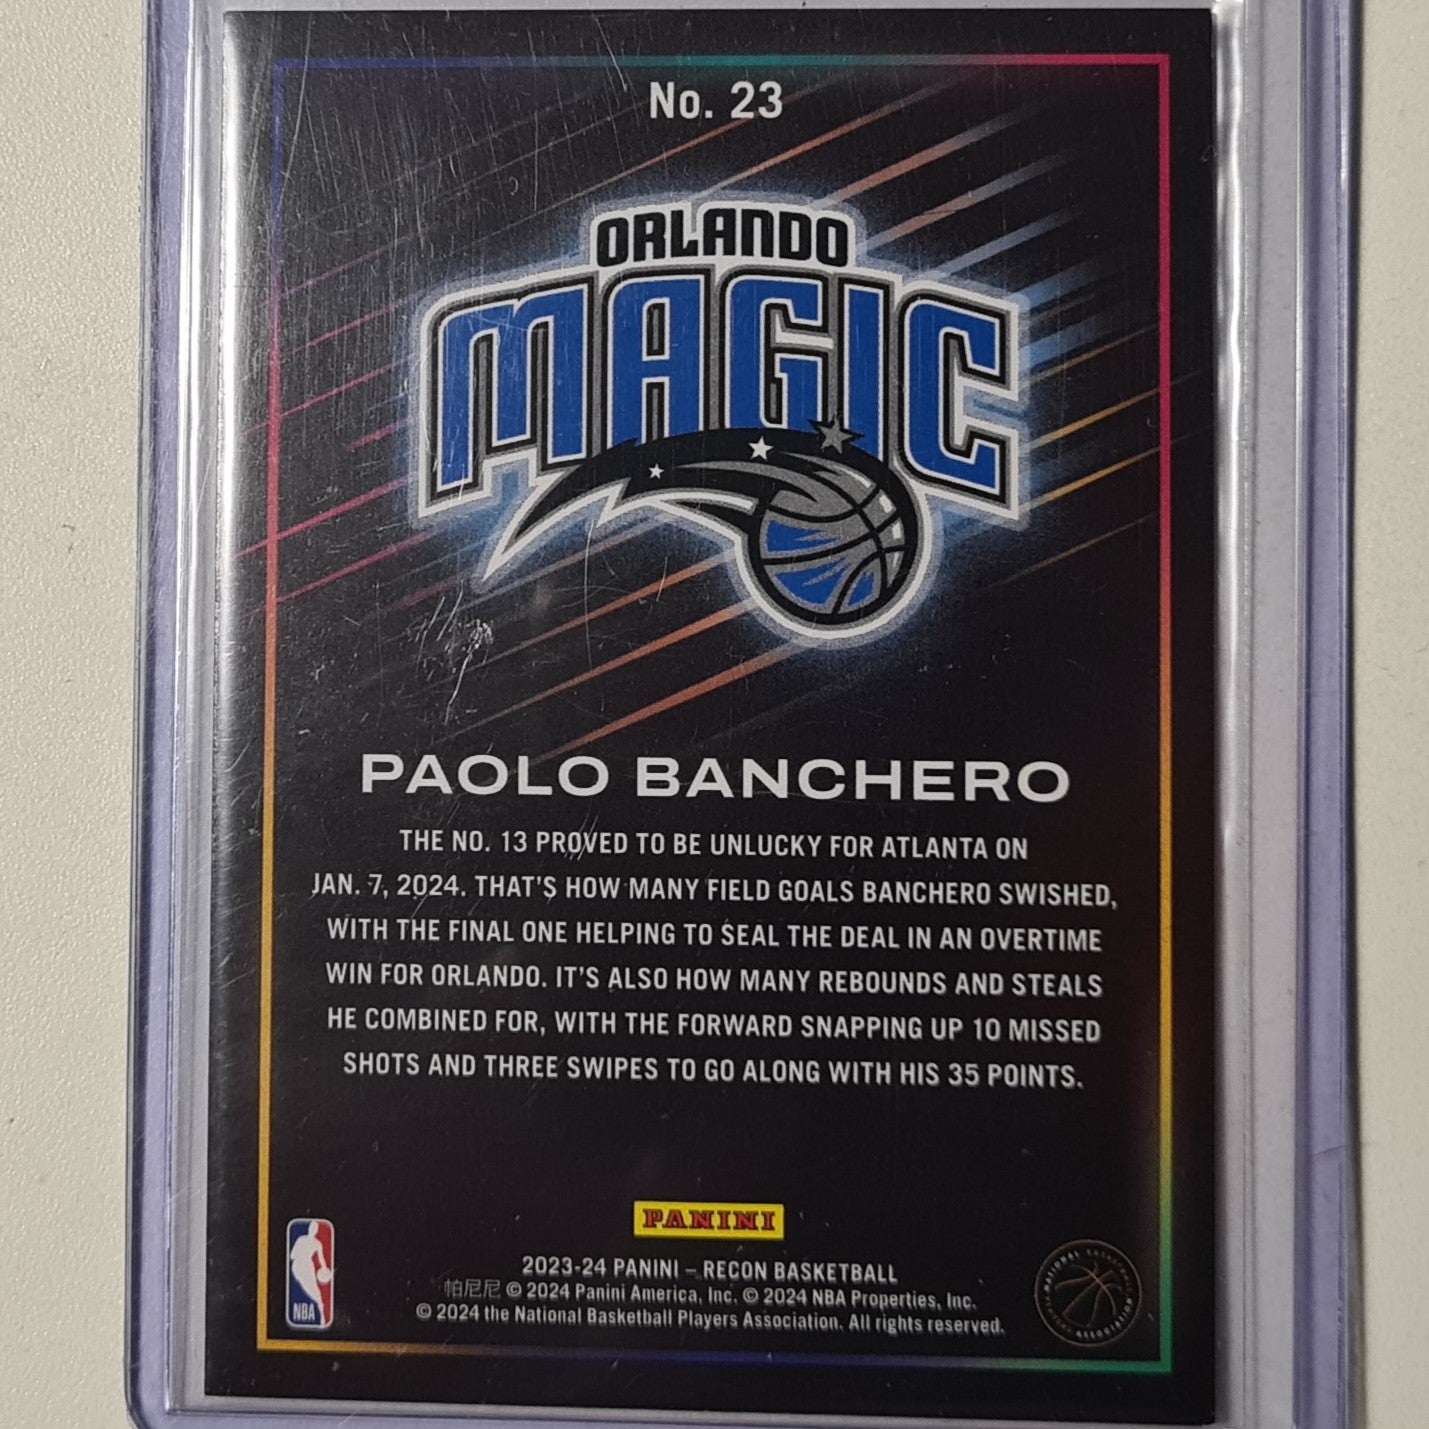 No. 23
ORLANDO
MAGIC
PAOLO BANCHERO
THE NO. 13 PROVED TO BE UNLUCKY FOR ATLANTA ON
JAN. 7, 2024. THAT'S HOW MANY FIELD GOALS BANCHERO SWISHED,
WITH THE FINAL ONE HELPING TO SEAL THE DEAL IN AN OVERTIME
WIN FOR ORLANDO. IT'S ALSO HOW MANY REBOUNDS AND STEALS
HE COMBINED FOR, WITH THE FORWARD SNAPPING UP 10 MISSED
SHOTS AND THREE SWIPES TO GO ALONG WITH HIS 35 POINTS.
PANINI
2023-24 PANINI – RECON BASKETBALL
帕尼尼 © 2024 Panini America, Inc. © 2024 NBA Properties, Inc.
© 2024 the National Basketball Players Association. All rights reserved.
NBA
NATIONAL BASKETBALL PLAYERS ASSOCIATION